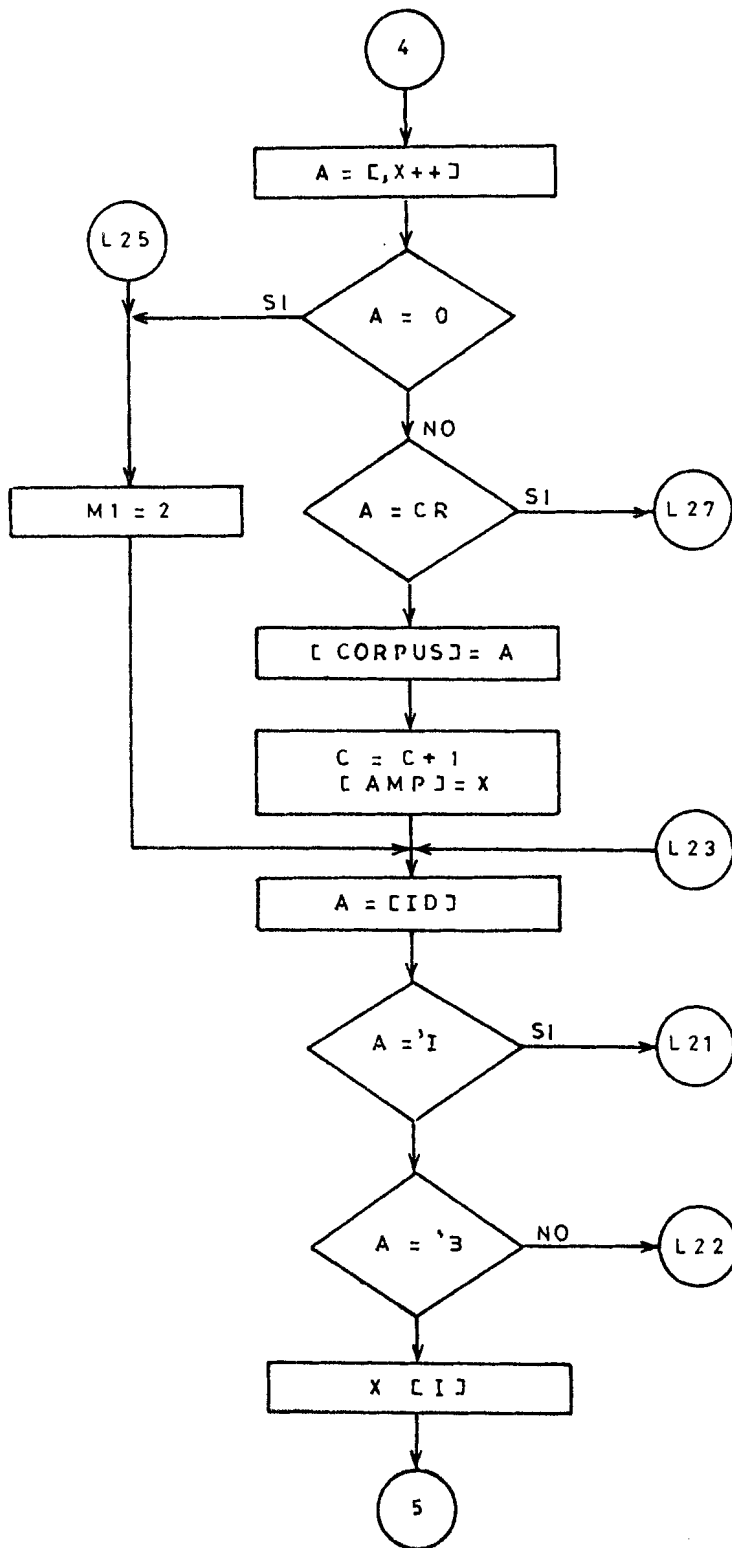 4
A = [,X++]
L25
SI
A = 0
NO
M1 = 2
A = CR
SI
L27
[ CORPUS] = A
C = C + 1
[ AMP] = X
L23
A = [ID]
A = 'I
SI
L21
A = '3
NO
L22
X [I]
5